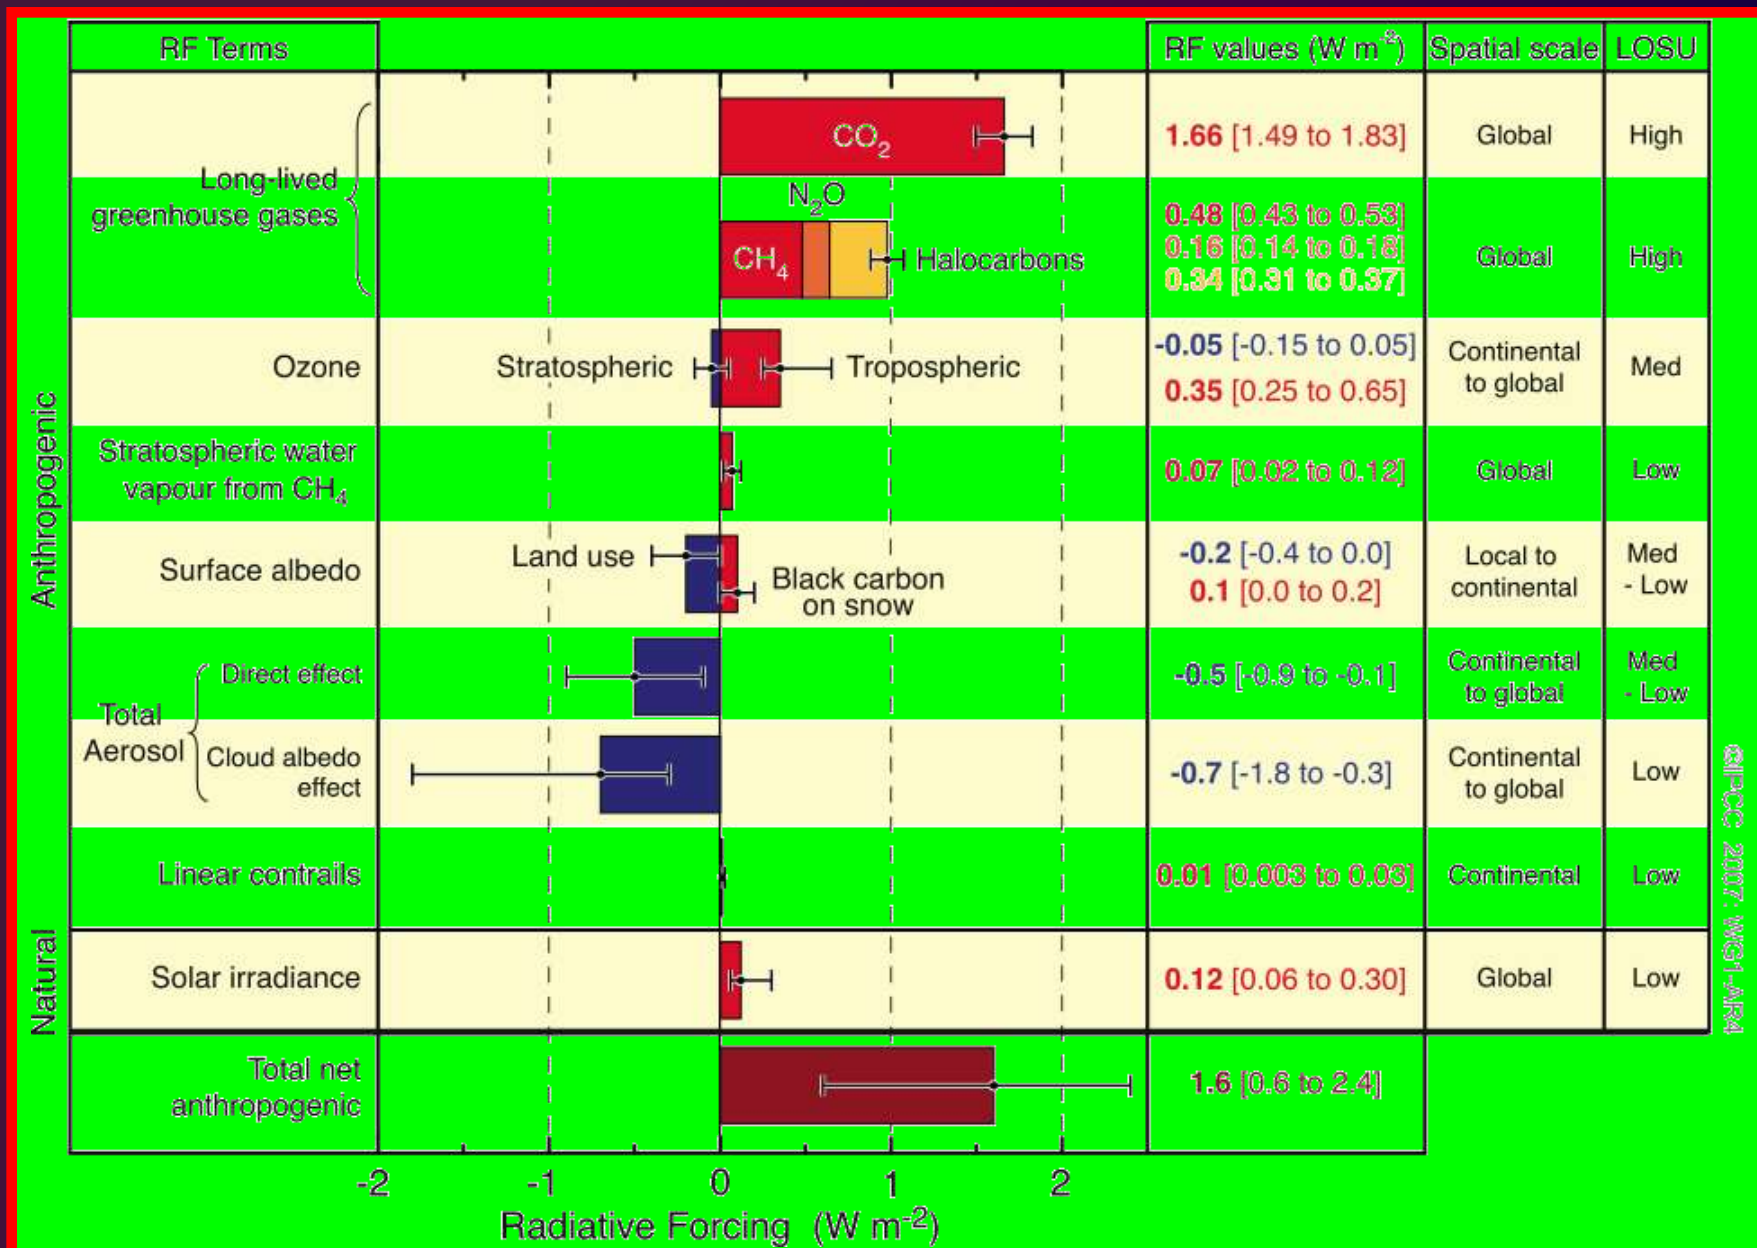 RF Terms
RF values (W m⁻²)
Spatial scale
LOSU
Anthropogenic
Long-lived
greenhouse gases
CO₂
1.66 [1.49 to 1.83]
Global
High
N₂O
CH₄
Halocarbons
0.48 [0.43 to 0.53]
0.16 [0.14 to 0.18]
0.34 [0.31 to 0.37]
Global
High
Ozone
Stratospheric
Tropospheric
-0.05 [-0.15 to 0.05]
0.35 [0.25 to 0.65]
Continental
to global
Med
Stratospheric water
vapour from CH₄
0.07 [0.02 to 0.12]
Global
Low
Surface albedo
Land use
Black carbon
on snow
-0.2 [-0.4 to 0.0]
0.1 [0.0 to 0.2]
Local to
continental
Med
- Low
Total
Aerosol
Direct effect
-0.5 [-0.9 to -0.1]
Continental
to global
Med
- Low
Cloud albedo
effect
-0.7 [-1.8 to -0.3]
Continental
to global
Low
Linear contrails
0.01 [0.003 to 0.03]
Continental
Low
Natural
Solar irradiance
0.12 [0.06 to 0.30]
Global
Low
Total net
anthropogenic
1.6 [0.6 to 2.4]
-2
-1
0
1
2
Radiative Forcing (W m⁻²)
©IPCC 2007: WG1-AR4